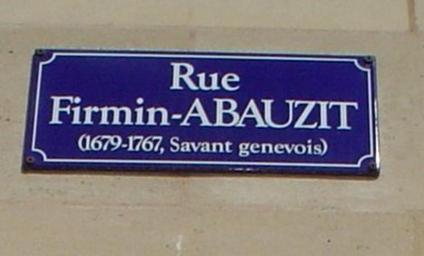 Rue
Firmin-ABAUZIT
(1679-1767, Savant genevois)